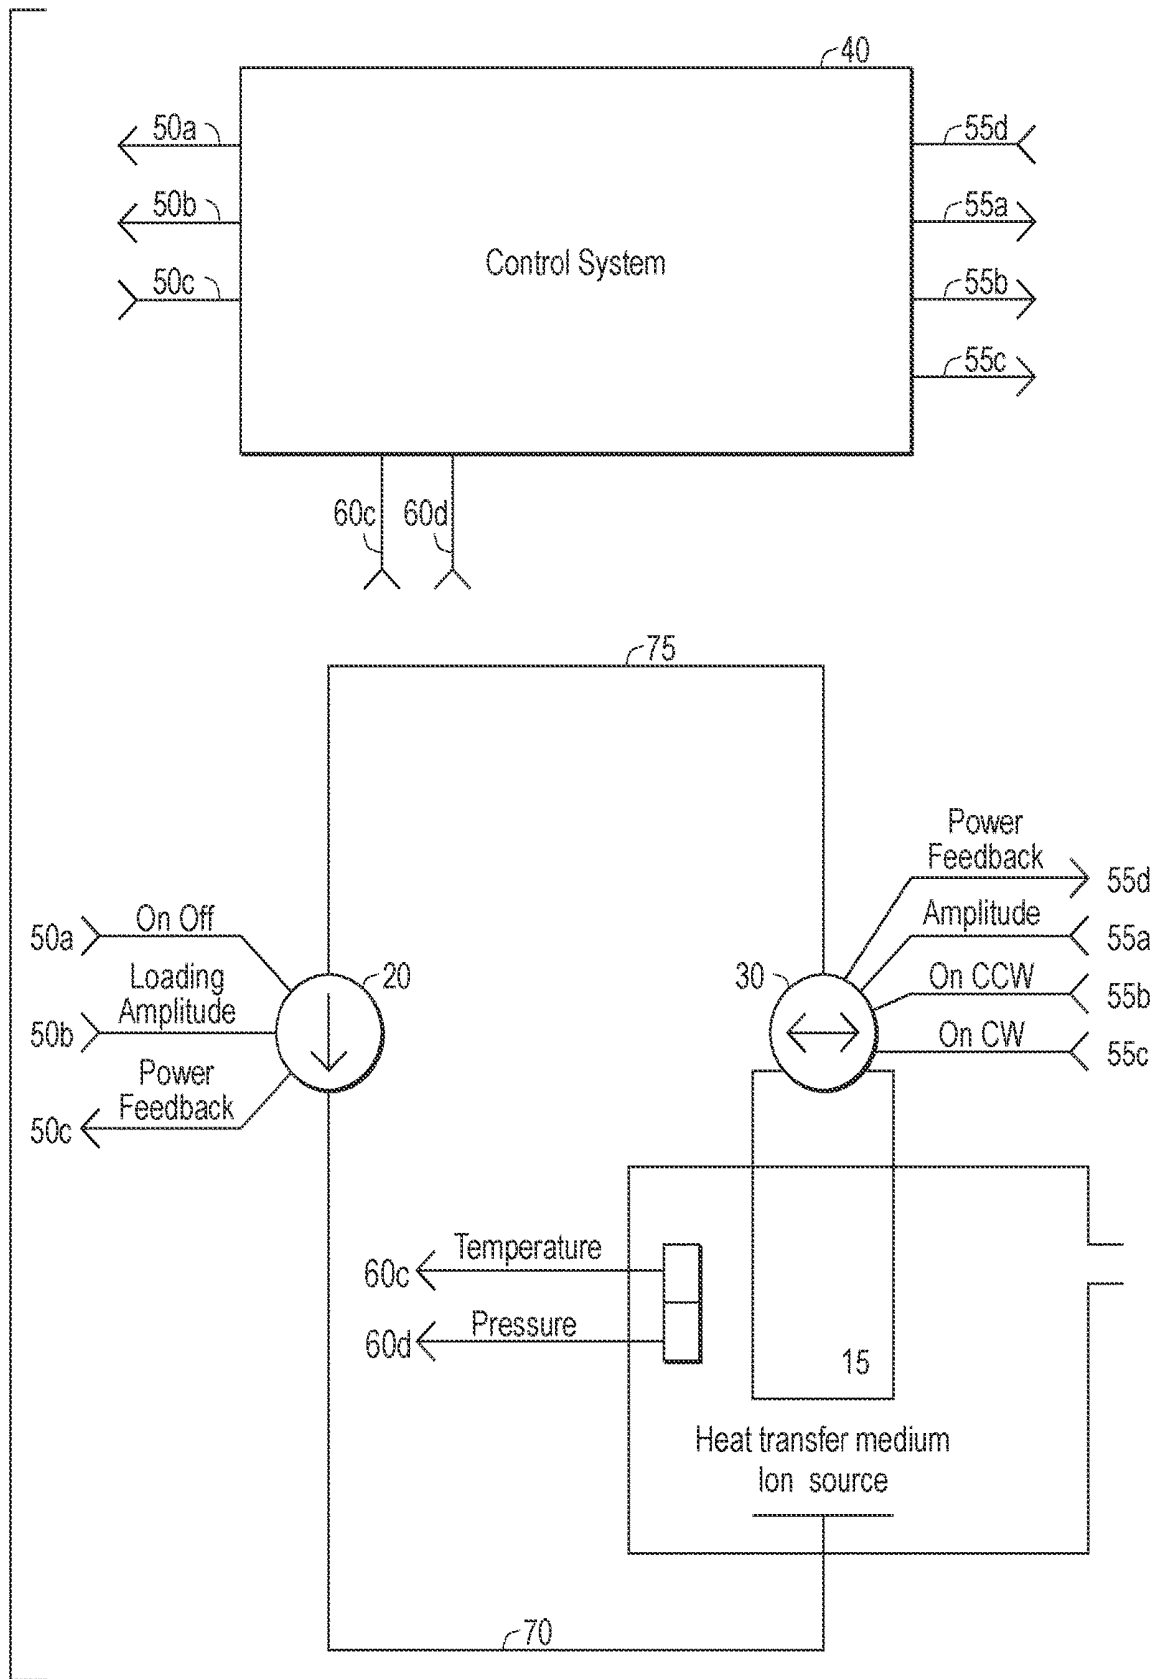 40
50a
55d
50b
55a
Control System
50c
55b
55c
60c
60d
75
Power
Feedback
55d
On Off
50a
Amplitude
55a
Loading
Amplitude
20
30
On CCW
55b
50b
On CW
55c
Power
Feedback
50c
Temperature
60c
Pressure
60d
15
Heat transfer medium
Ion source
70